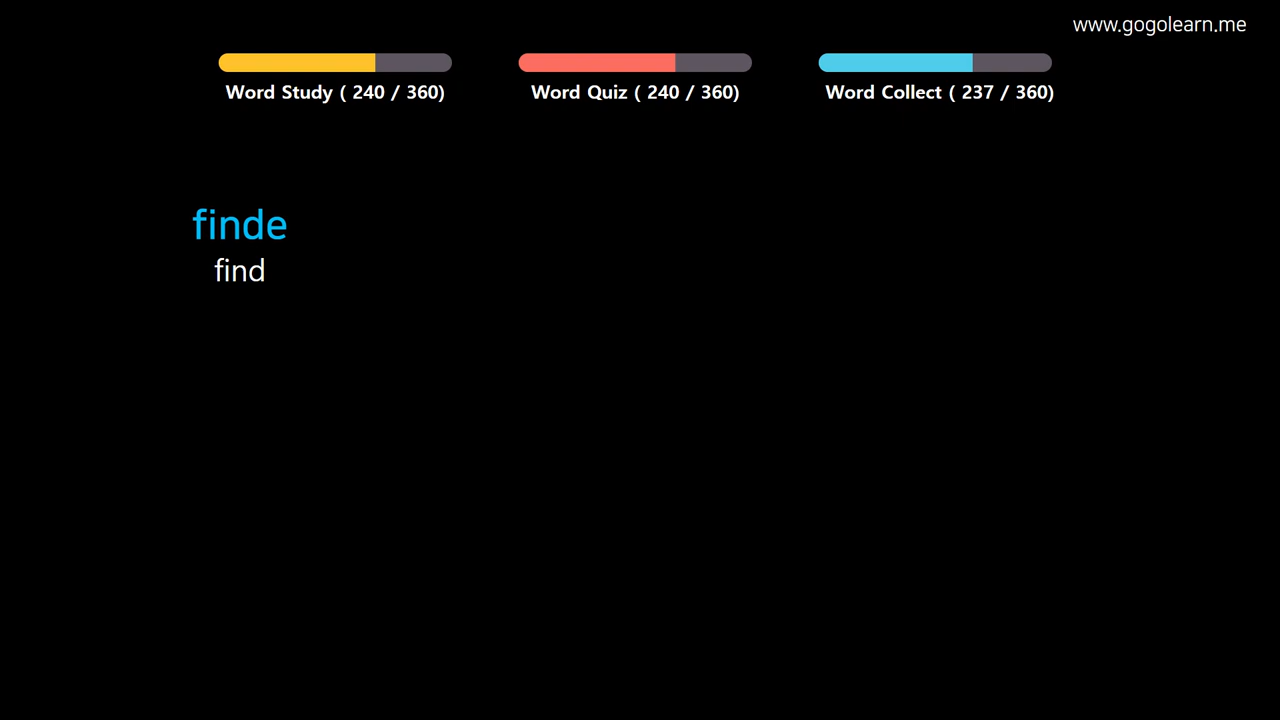 www.gogolearn.me
Word Study ( 240 / 360)
Word Quiz ( 240 / 360)
Word Collect ( 237 / 360)
finde
find